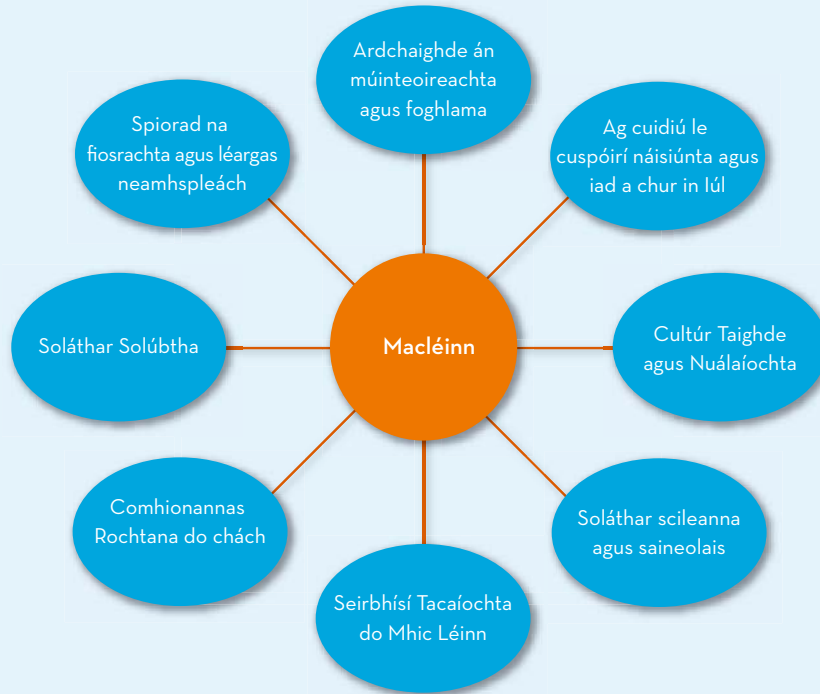 Ardchaighde án
múinteoireachta
agus foghlama
Ag cuidiú le
cuspóirí náisiúnta agus
iad a chur in Iúl
Cultúr Taighde
agus Nuálaíochta
Soláthar scileanna
agus saineolais
Seirbhísí Tacaíochta
do Mhic Léinn
Comhionannas
Rochtana do chách
Soláthar Solúbtha
Spiorad na
fiosrachta agus léargas
neamhspleách
Macléinn